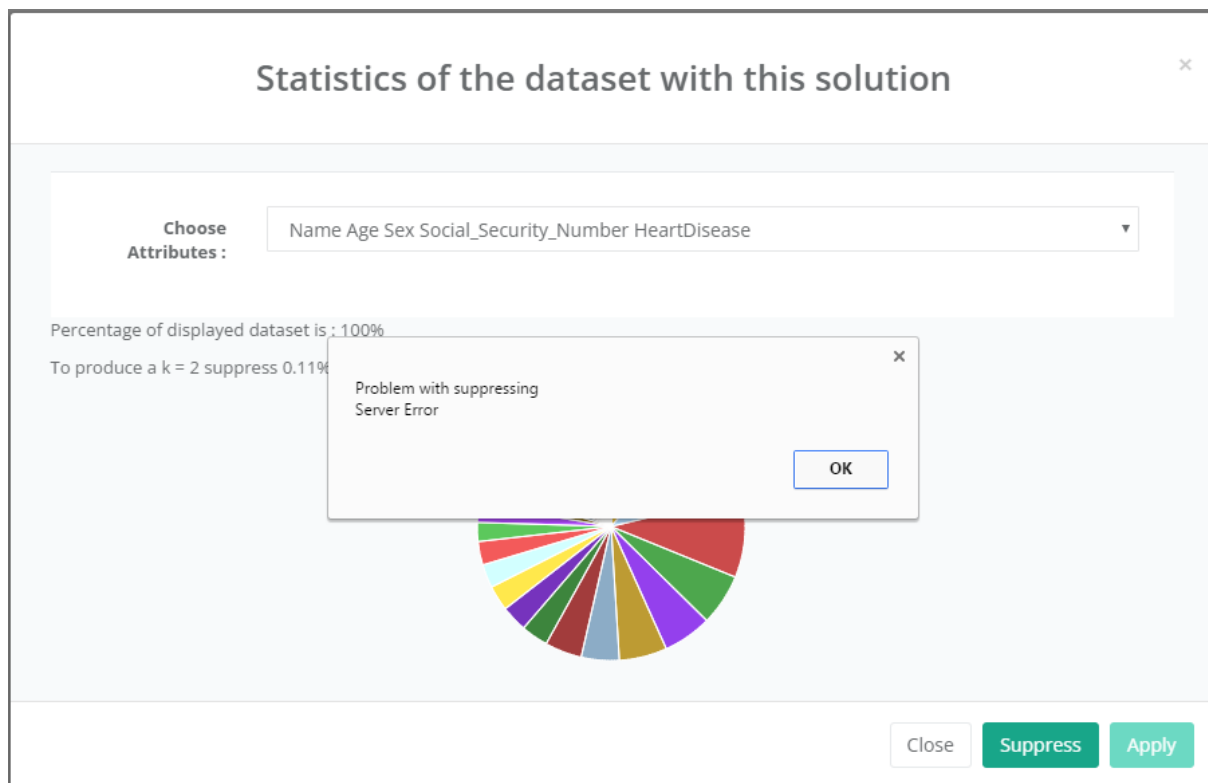 Statistics of the dataset with this solution
×
Choose
Attributes :
Name Age Sex Social_Security_Number HeartDisease
Percentage of displayed dataset is : 100%
To produce a k = 2 suppress 0.11%
Problem with suppressing
Server Error
OK
Close
Suppress
Apply